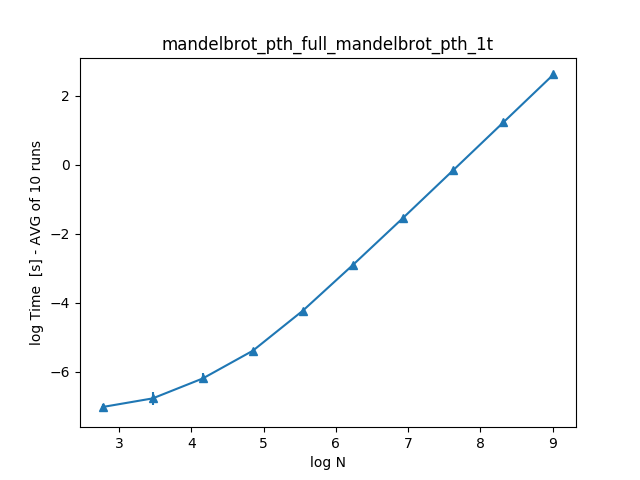 mandelbrot_pth_full_mandelbrot_pth_1t
log Time  [s] - AVG of 10 runs
2
0
−2
−4
−6
3 4 5 6 7 8 9
log N